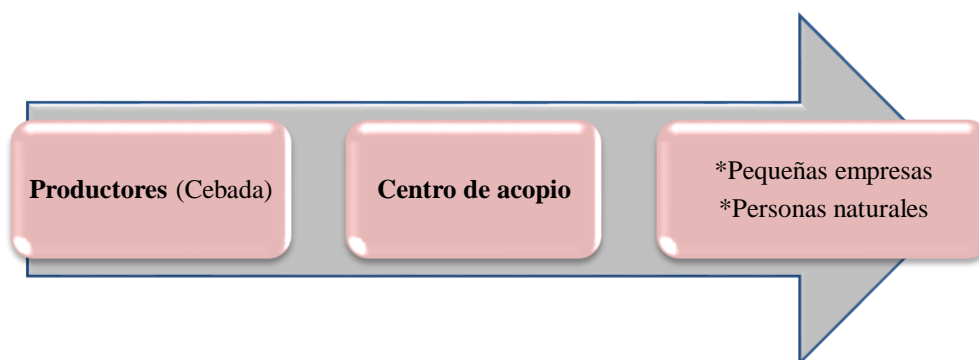 Productores (Cebada)
Centro de acopio
*Pequeñas empresas
*Personas naturales